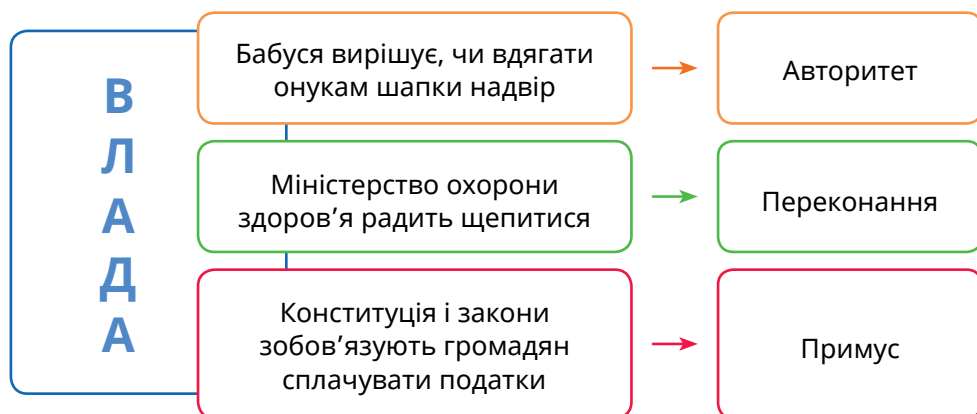 ВЛАДА
Бабуся вирішує, чи вдягати
онукам шапки надвір
Авторитет
Міністерство охорони
здоров’я радить щепитися
Переконання
Конституція і закони
зобов’язують громадян
сплачувати податки
Примус